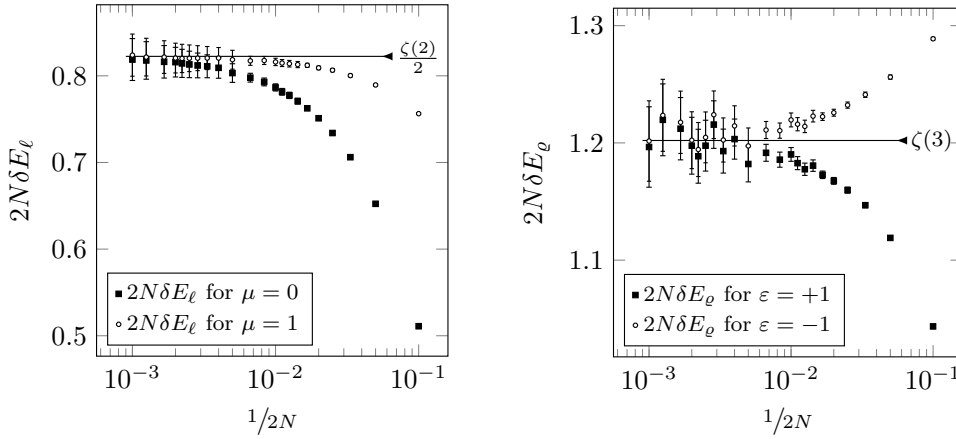 0.8
0.7
0.6
0.5
2NδE_ℓ
ζ(2)/2
2NδE_ℓ for μ = 0
2NδE_ℓ for μ = 1
10⁻³ 10⁻² 10⁻¹
1/2N
1.3
1.2
1.1
2NδE_ϱ
ζ(3)
2NδE_ϱ for ε = +1
2NδE_ϱ for ε = −1
10⁻³ 10⁻² 10⁻¹
1/2N